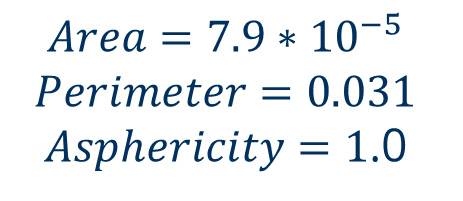 Area = 7.9 * 10⁻⁵
Perimeter = 0.031
Asphericity = 1.0